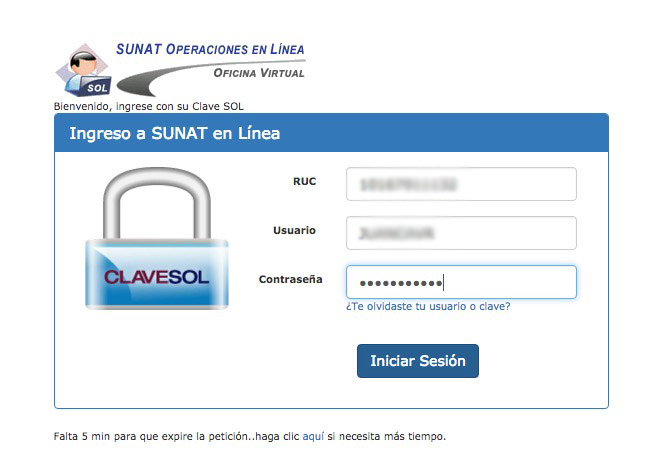 SUNAT OPERACIONES EN LÍNEA
OFICINA VIRTUAL
SOL
Bienvenido, ingrese con su Clave SOL
Ingreso a SUNAT en Línea
RUC
Usuario
CLAVESOL
Contraseña
•••••••••••
¿Te olvidaste tu usuario o clave?
Iniciar Sesión
Falta 5 min para que expire la petición..haga clic aquí si necesita más tiempo.